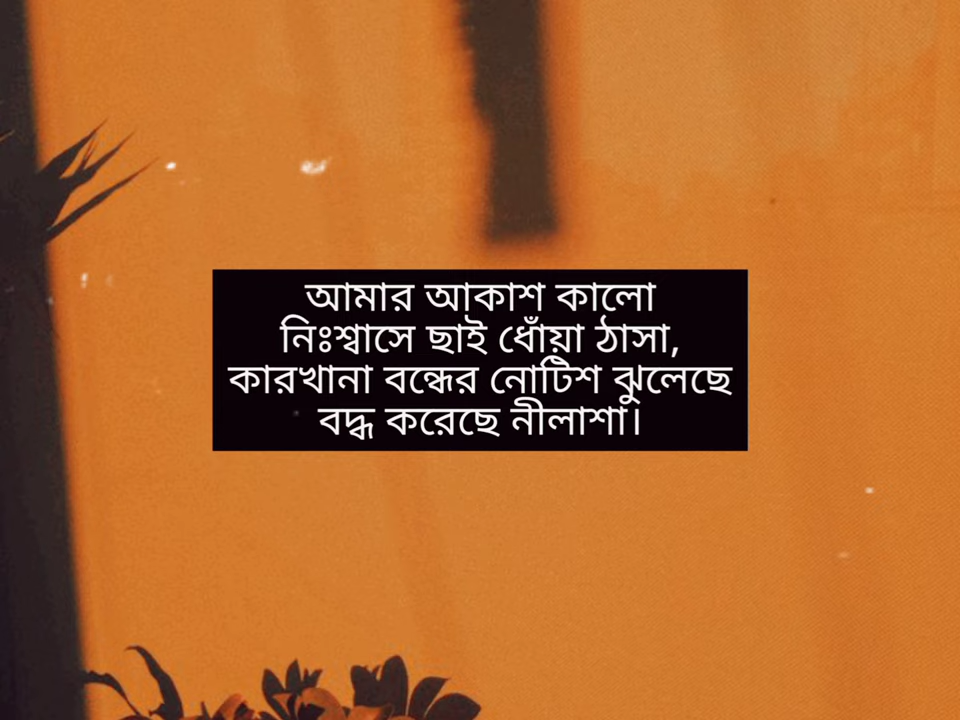 আমার আকাশ কালো
নিঃশ্বাসে ছাই ধোঁয়া ঠাসা,
কারখানা বন্ধের নোটিশ ঝুলেছে
বদ্ধ করেছে নীলাশা।